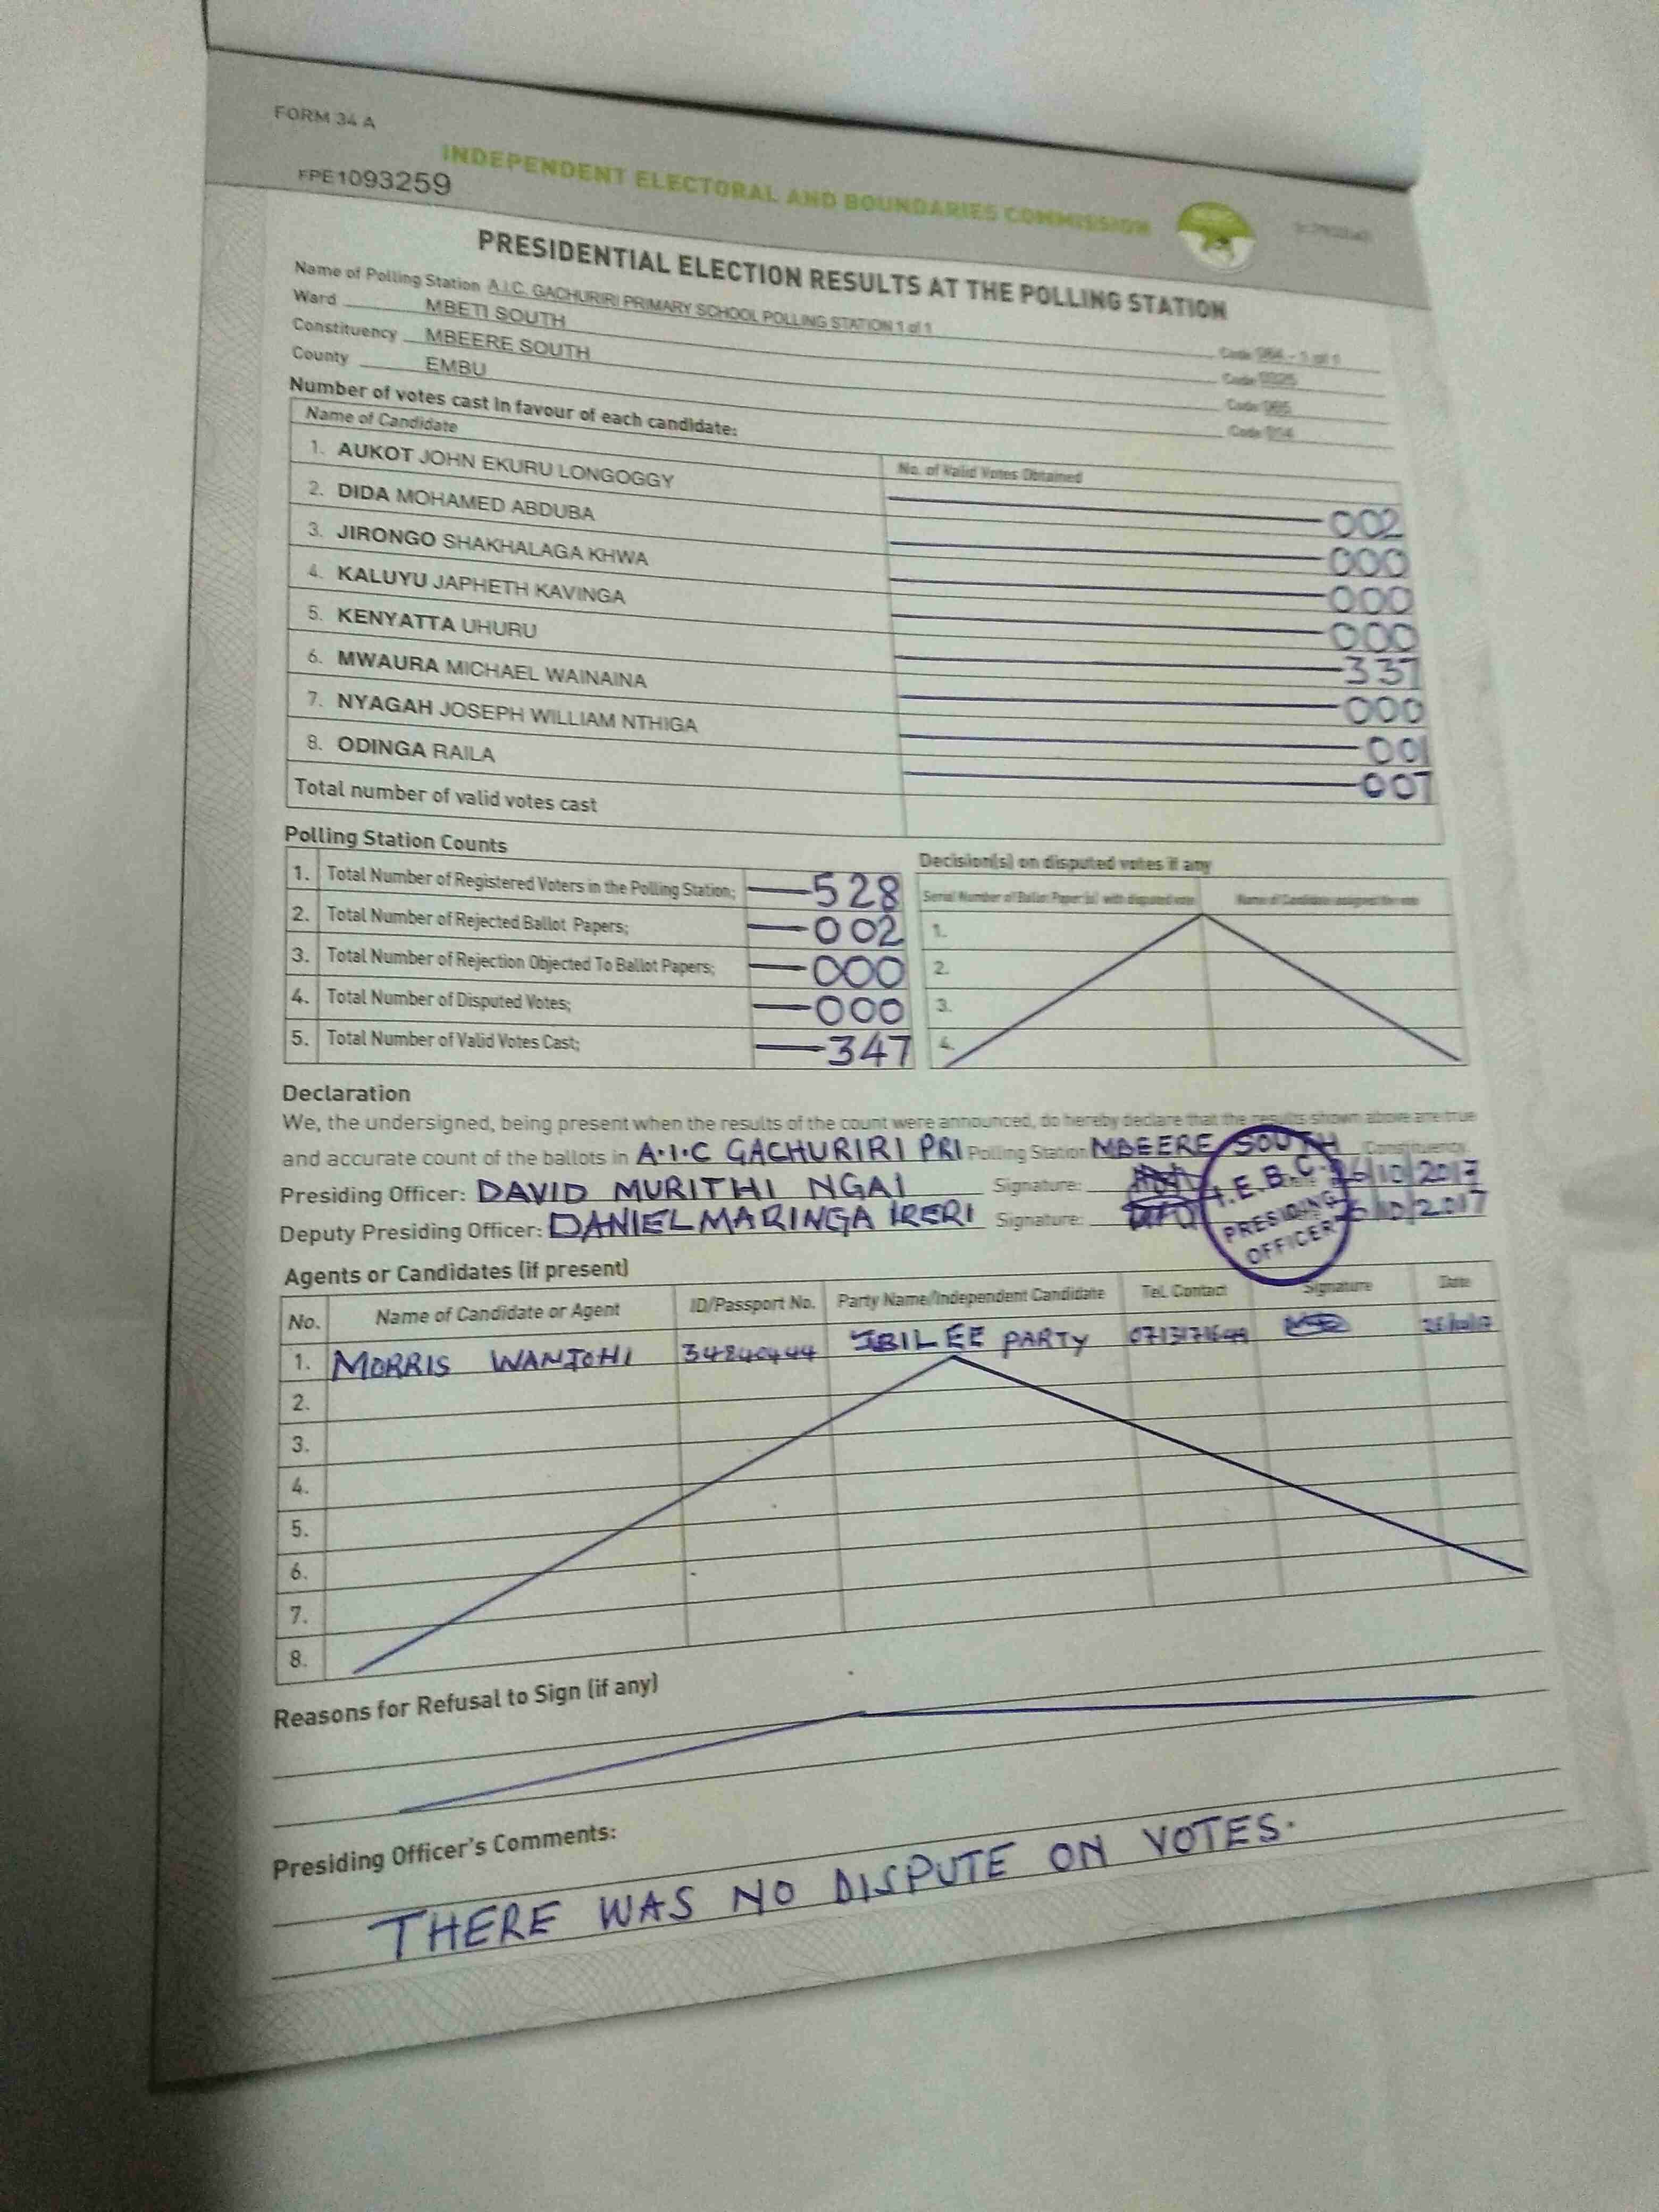 FORM 34 A
INDEPENDENT ELECTORAL AND BOUNDARIES COMMISSION
FPE1093259
PRESIDENTIAL ELECTION RESULTS AT THE POLLING STATION
Name of Polling Station A.I.C. GACHURIRI PRIMARY SCHOOL POLLING STATION 1 of 1 Code 984 - 1 of 1
Ward MBETI SOUTH Code
Constituency MBEERE SOUTH Code
County EMBU Code 014
Number of votes cast in favour of each candidate:
Name of Candidate No. of Valid Votes Obtained
1. AUKOT JOHN EKURU LONGOGGY 002
2. DIDA MOHAMED ABDUBA 000
3. JIRONGO SHAKHALAGA KHWA 000
4. KALUYU JAPHETH KAVINGA 000
5. KENYATTA UHURU 337
6. MWAURA MICHAEL WAINAINA 000
7. NYAGAH JOSEPH WILLIAM NTHIGA 001
8. ODINGA RAILA 007
Total number of valid votes cast
Polling Station Counts
1. Total Number of Registered Voters in the Polling Station; 528
2. Total Number of Rejected Ballot Papers; 002
3. Total Number of Rejection Objected To Ballot Papers; 000
4. Total Number of Disputed Votes; 000
5. Total Number of Valid Votes Cast; 347
Decision(s) on disputed votes if any
Serial Number of Ballot Paper (s) with disputed vote Name of Candidate assigned the vote
1.
2.
3.
4.
Declaration
We, the undersigned, being present when the results of the count were announced, do hereby declare that the results shown above are true
and accurate count of the ballots in A.I.C GACHURIRI PRI Polling Station MBEERE SOUTH Constituency
Presiding Officer: DAVID MURITHI NGAI Signature: 26/10/2017
Deputy Presiding Officer: DANIEL MARINGA IRERI Signature: 26/10/2017
I.E.B.C.
PRESIDING
OFFICER
Agents or Candidates (if present)
No. Name of Candidate or Agent ID/Passport No. Party Name/Independent Candidate Tel. Contact Signature Date
1. MORRIS WANJOHI 34840444 JBILEE PARTY
2.
3.
4.
5.
6.
7.
8.
Reasons for Refusal to Sign (if any)
Presiding Officer's Comments:
THERE WAS NO DISPUTE ON VOTES.